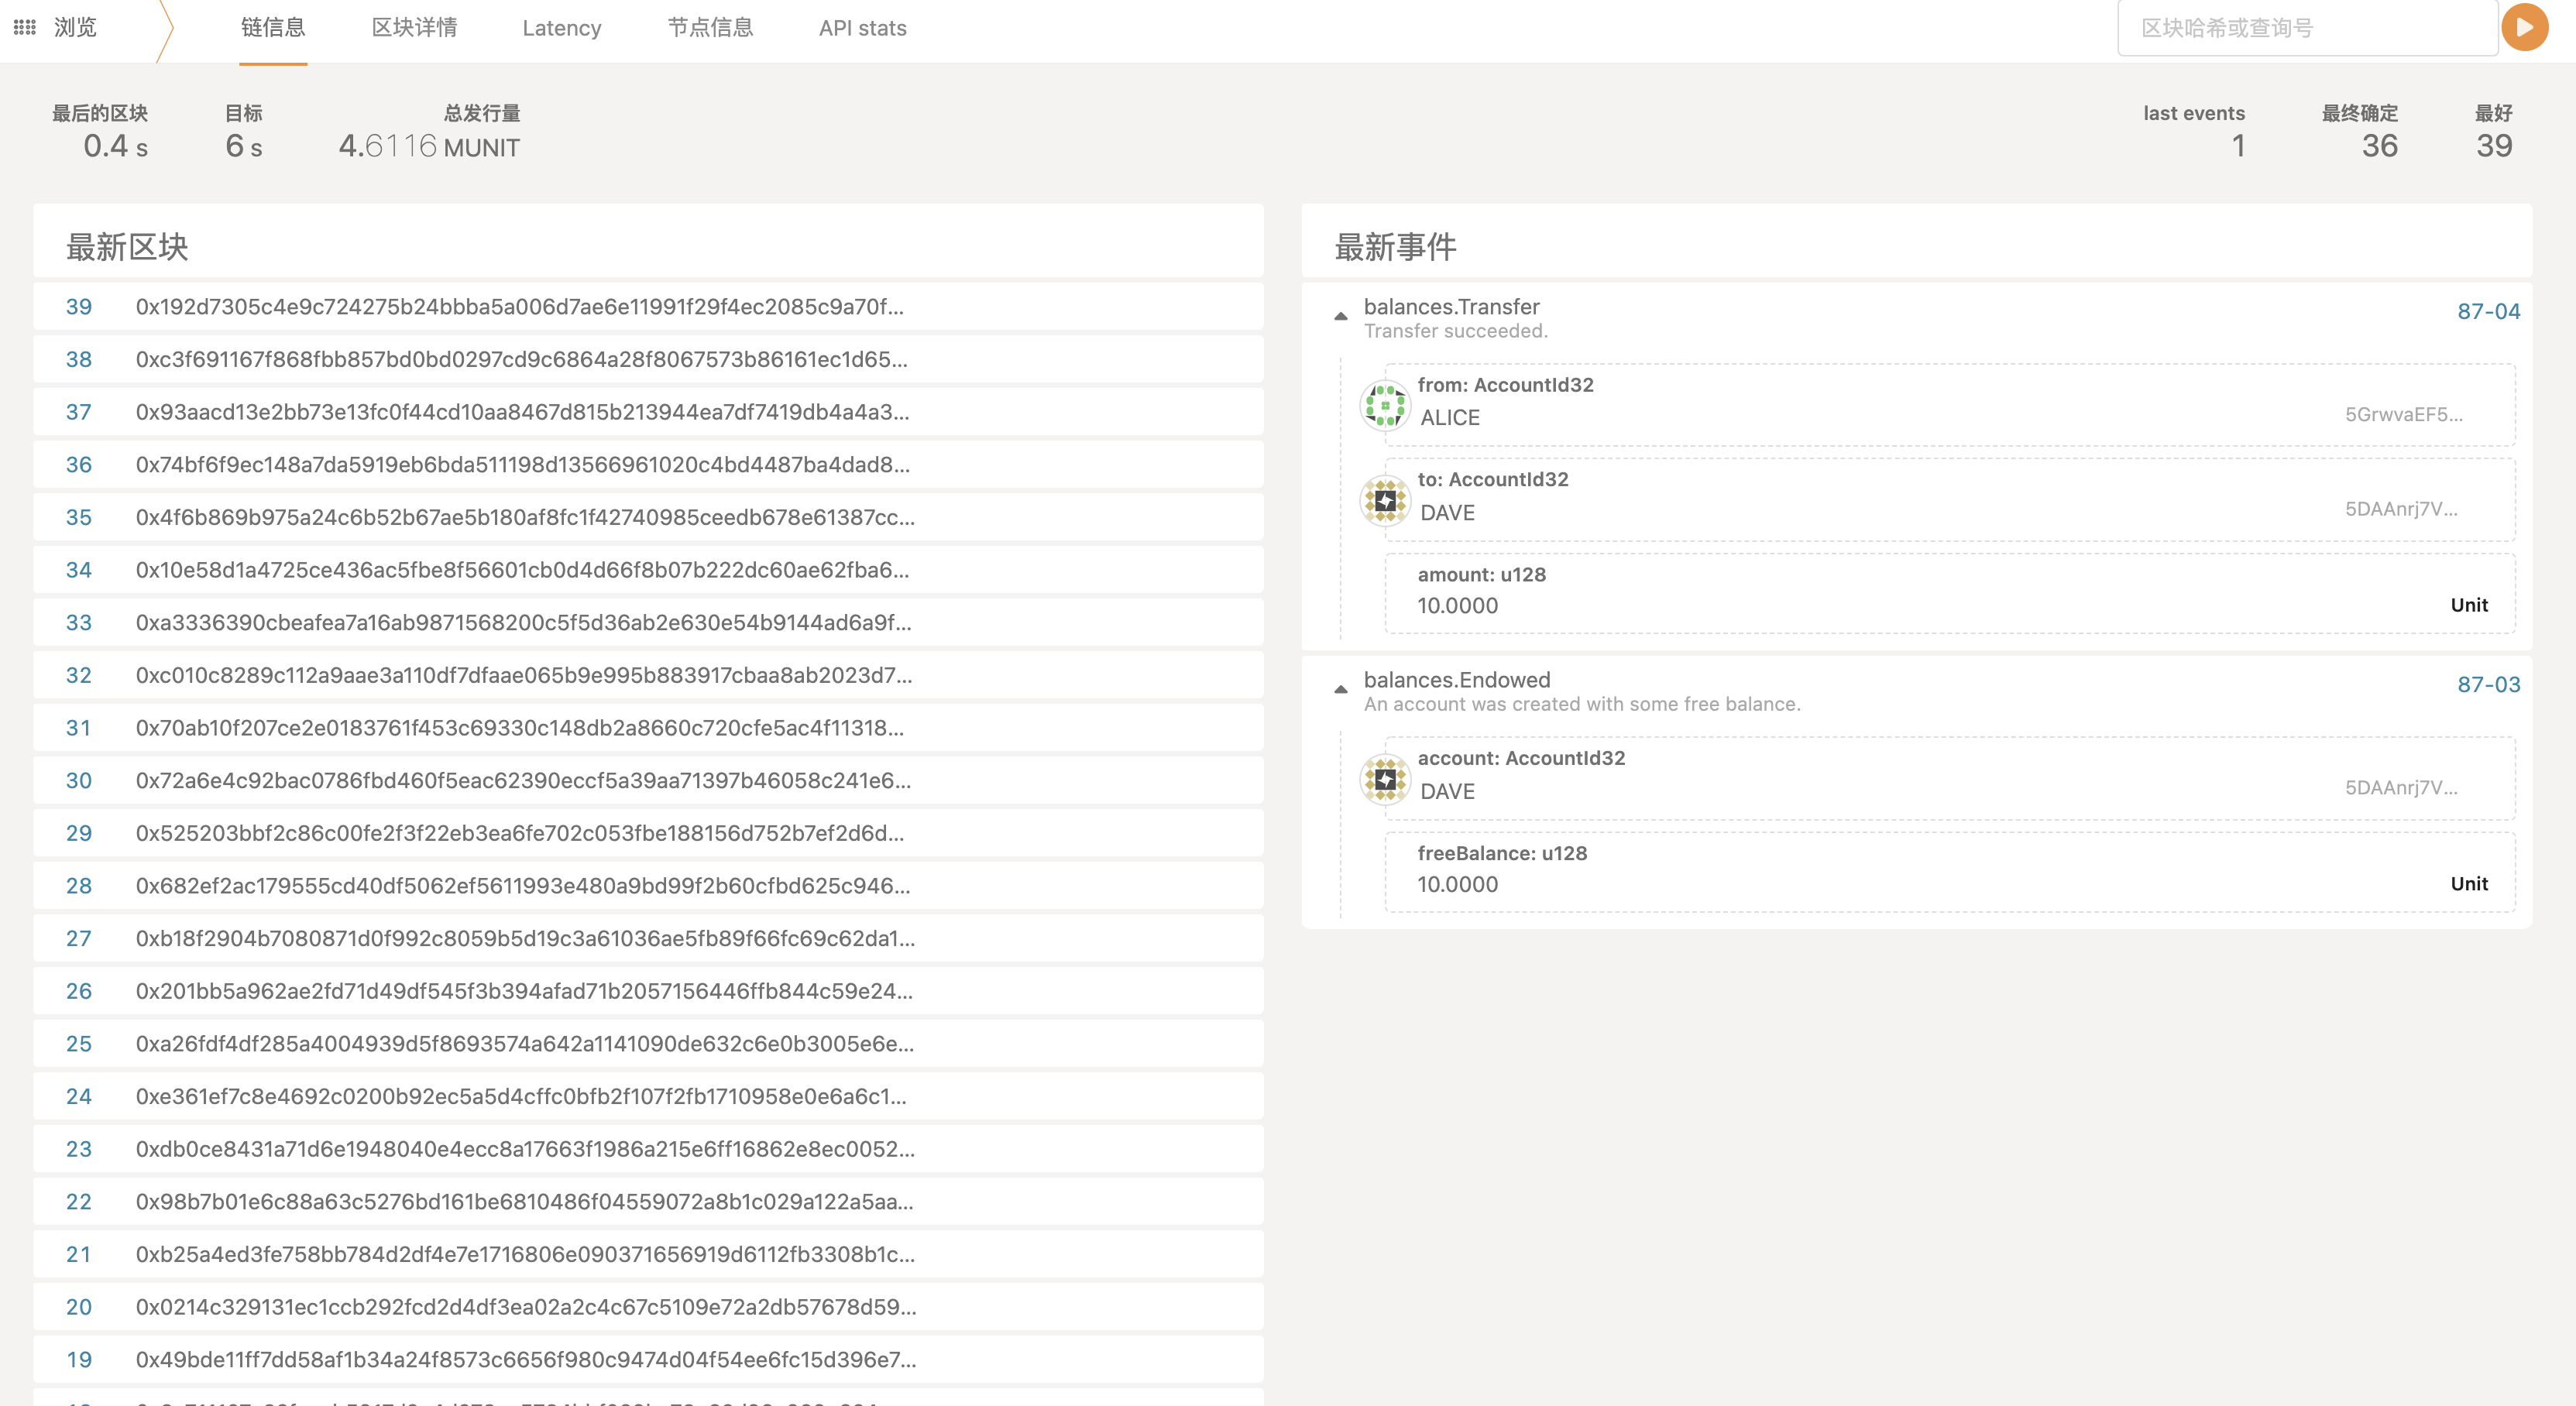 浏览
链信息
区块详情
Latency
节点信息
API stats
区块哈希或查询号
最后的区块
0.4 s
目标
6 s
总发行量
4.6116 MUNIT
last events
1
最终确定
36
最好
39
最新区块
39 0x192d7305c4e9c724275b24bbba5a006d7ae6e11991f29f4ec2085c9a70f...
38 0xc3f691167f868fbb857bd0bd0297cd9c6864a28f8067573b86161ec1d65...
37 0x93aacd13e2bb73e13fc0f44cd10aa8467d815b213944ea7df7419db4a4a3...
36 0x74bf6f9ec148a7da5919eb6bda511198d13566961020c4bd4487ba4dad8...
35 0x4f6b869b975a24c6b52b67ae5b180af8fc1f42740985ceedb678e61387cc...
34 0x10e58d1a4725ce436ac5fbe8f56601cb0d4d66f8b07b222dc60ae62fba6...
33 0xa3336390cbeafea7a16ab9871568200c5f5d36ab2e630e54b9144ad6a9f...
32 0xc010c8289c112a9aae3a110df7dfaae065b9e995b883917cbaa8ab2023d7...
31 0x70ab10f207ce2e0183761f453c69330c148db2a8660c720cfe5ac4f11318...
30 0x72a6e4c92bac0786fbd460f5eac62390eccf5a39aa71397b46058c241e6...
29 0x525203bbf2c86c00fe2f3f22eb3ea6fe702c053fbe188156d752b7ef2d6d...
28 0x682ef2ac179555cd40df5062ef5611993e480a9bd99f2b60cfbd625c946...
27 0xb18f2904b7080871d0f992c8059b5d19c3a61036ae5fb89f66fc69c62da1...
26 0x201bb5a962ae2fd71d49df545f3b394afad71b2057156446ffb844c59e24...
25 0xa26fdf4df285a4004939d5f8693574a642a1141090de632c6e0b3005e6e...
24 0xe361ef7c8e4692c0200b92ec5a5d4cffc0bfb2f107f2fb1710958e0e6a6c1...
23 0xdb0ce8431a71d6e1948040e4ecc8a17663f1986a215e6ff16862e8ec0052...
22 0x98b7b01e6c88a63c5276bd161be6810486f04559072a8b1c029a122a5aa...
21 0xb25a4ed3fe758bb784d2df4e7e1716806e090371656919d6112fb3308b1c...
20 0x0214c329131ec1ccb292fcd2d4df3ea02a2c4c67c5109e72a2db57678d59...
19 0x49bde11ff7dd58af1b34a24f8573c6656f980c9474d04f54ee6fc15d396e7...
最新事件
balances.Transfer 87-04
Transfer succeeded.
from: AccountId32
ALICE 5GrwvaEF5...
to: AccountId32
DAVE 5DAAnrj7V...
amount: u128
10.0000 Unit
balances.Endowed 87-03
An account was created with some free balance.
account: AccountId32
DAVE 5DAAnrj7V...
freeBalance: u128
10.0000 Unit